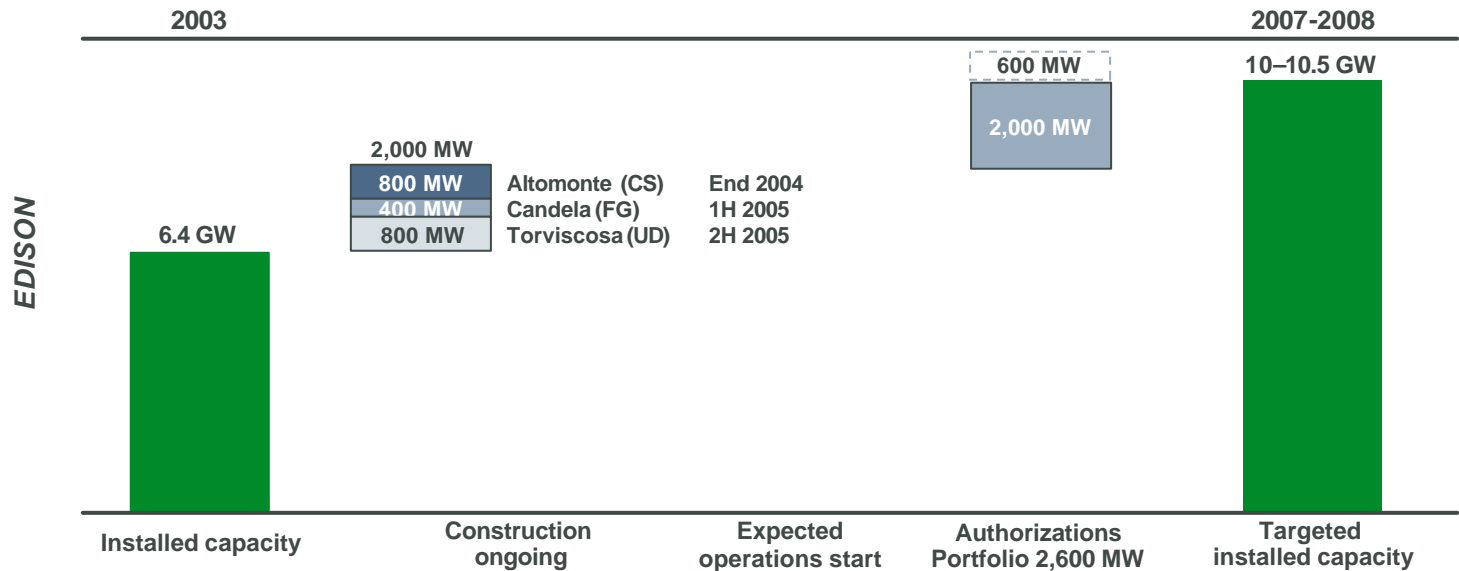 2003
2007-2008
EDISON
6.4 GW
2,000 MW
800 MW Altomonte (CS) End 2004
400 MW Candela (FG) 1H 2005
800 MW Torviscosa (UD) 2H 2005
600 MW
2,000 MW
10–10.5 GW
Installed capacity
Construction
ongoing
Expected
operations start
Authorizations
Portfolio 2,600 MW
Targeted
installed capacity